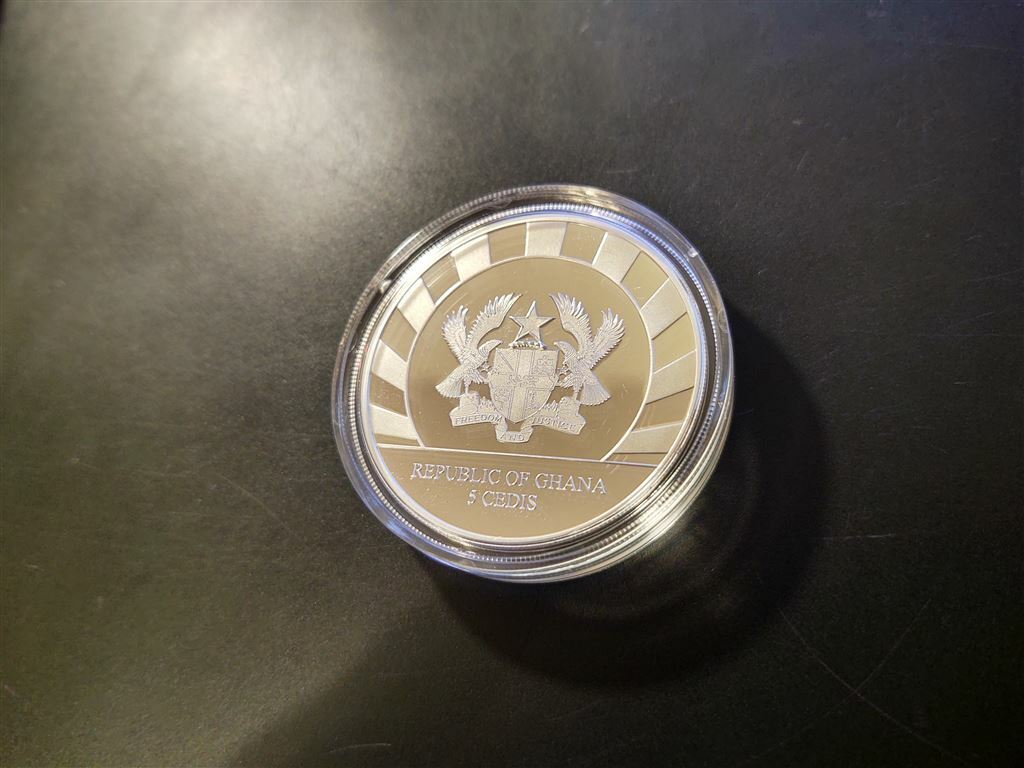 FREEDOM JUSTICE
AND
REPUBLIC OF GHANA
5 CEDIS